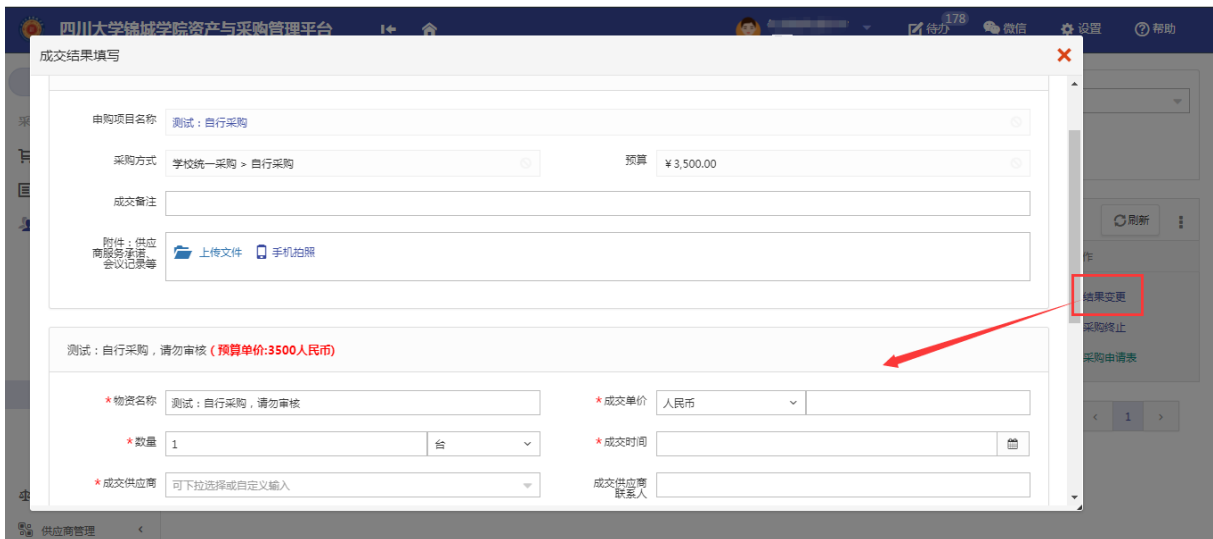 四川大学锦城学院资产与采购管理平台
待办 178
微信
设置
帮助
成交结果填写
采
申购项目名称 测试：自行采购
采购方式 学校统一采购 > 自行采购
预算 ¥ 3,500.00
成交备注
附件：供应
商服务承诺、
会议记录等
上传文件 手机拍照
刷新
作
结果变更
采购终止
采购申请表
测试：自行采购，请勿审核 ( 预算单价:3500人民币)
*物资名称 测试：自行采购，请勿审核
*成交单价 人民币
*数量 1 台
*成交时间
*成交供应商 可下拉选择或自定义输入
成交供应商
联系人
< 1 >
供应商管理 <